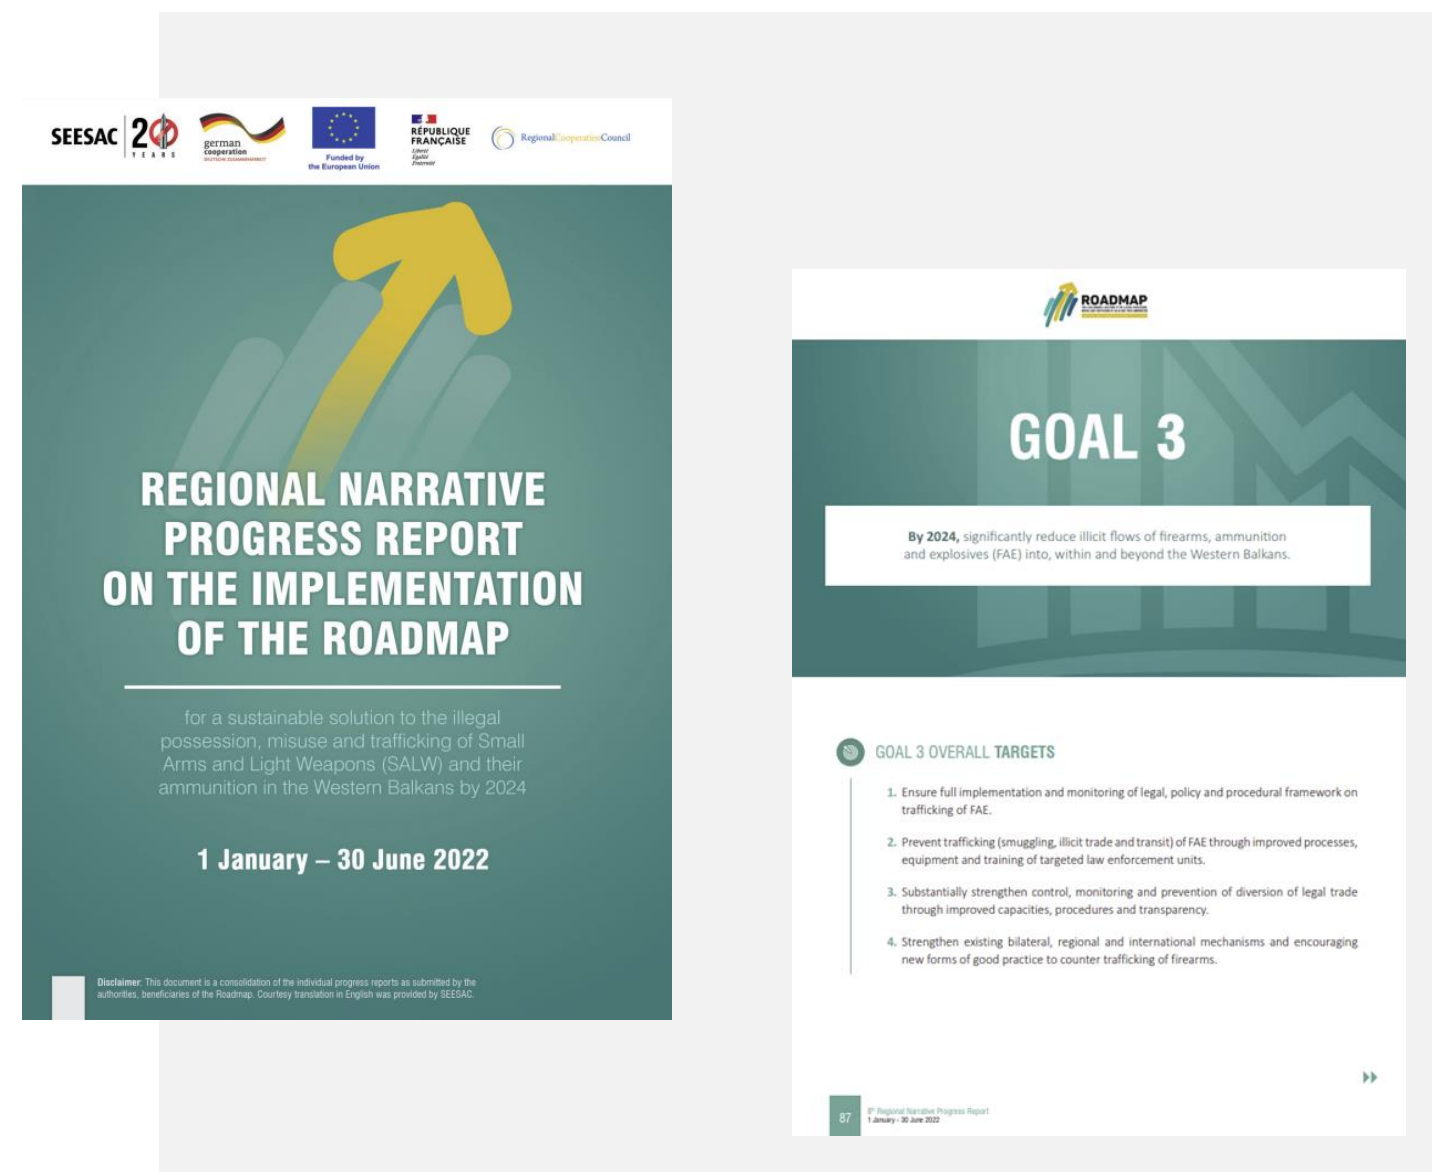 SEESAC
20
YEARS
german
cooperation
DEUTSCHE ZUSAMMENARBEIT
Funded by
the European Union
RÉPUBLIQUE
FRANÇAISE
Liberté
Égalité
Fraternité
RegionalCooperationCouncil
REGIONAL NARRATIVE
PROGRESS REPORT
ON THE IMPLEMENTATION
OF THE ROADMAP
for a sustainable solution to the illegal
possession, misuse and trafficking of Small
Arms and Light Weapons (SALW) and their
ammunition in the Western Balkans by 2024
1 January – 30 June 2022
Disclaimer: This document is a consolidation of the individual progress reports as submitted by the
authorities, beneficiaries of the Roadmap. Courtesy translation in English was provided by SEESAC.
ROADMAP
GOAL 3
By 2024, significantly reduce illicit flows of firearms, ammunition
and explosives (FAE) into, within and beyond the Western Balkans.
GOAL 3 OVERALL TARGETS
1. Ensure full implementation and monitoring of legal, policy and procedural framework on
trafficking of FAE.
2. Prevent trafficking (smuggling, illicit trade and transit) of FAE through improved processes,
equipment and training of targeted law enforcement units.
3. Substantially strengthen control, monitoring and prevention of diversion of legal trade
through improved capacities, procedures and transparency.
4. Strengthen existing bilateral, regional and international mechanisms and encouraging
new forms of good practice to counter trafficking of firearms.
87
Regional Narrative Progress Report
1 January - 30 June 2022